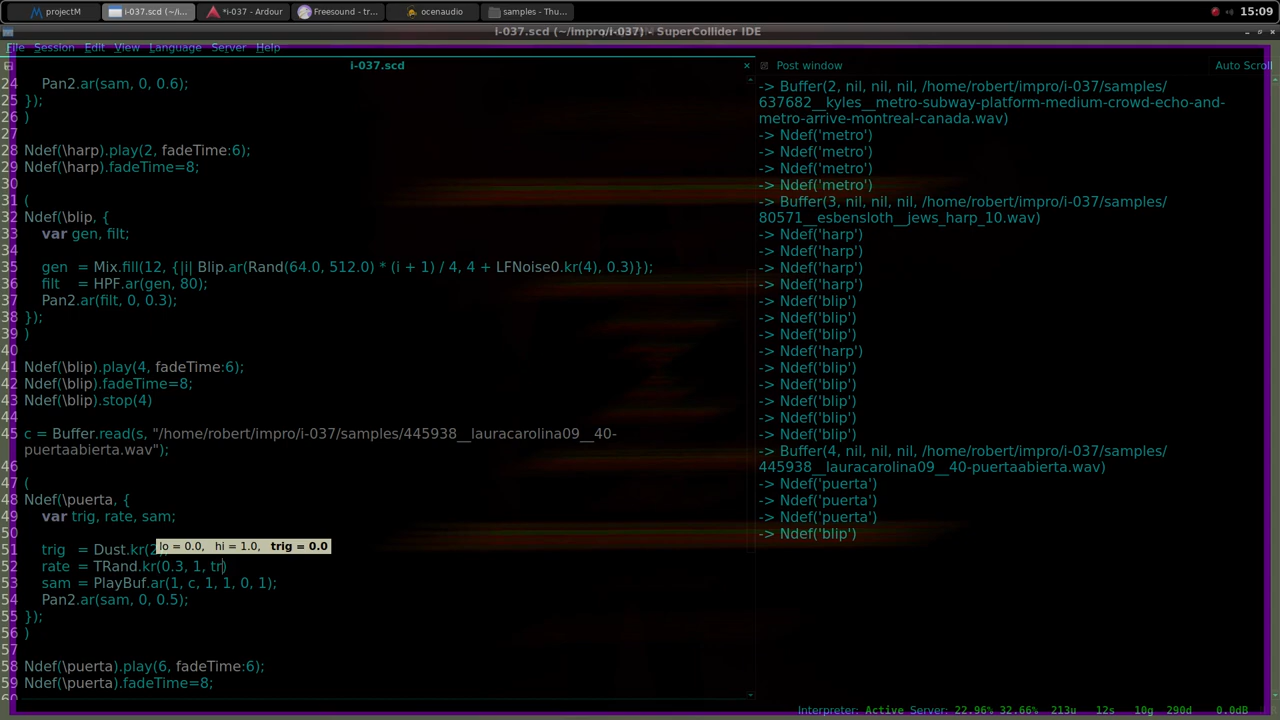 projectM
i-037.scd (~/i...
*i-037 - Ardour
Freesound - tr...
ocenaudio
samples - Thu...
15:09
i-037.scd (~/impro/i-037) - SuperCollider IDE
File Session Edit View Language Server Help
i-037.scd
Post window
Auto Scroll
24 Pan2.ar(sam, 0, 0.6);
25 });
26 )
27
28 Ndef(\harp).play(2, fadeTime:6);
29 Ndef(\harp).fadeTime=8;
30
31 (
32 Ndef(\blip, {
33 var gen, filt;
34
35 gen = Mix.fill(12, {|i| Blip.ar(Rand(64.0, 512.0) * (i + 1) / 4, 4 + LFNoise0.kr(4), 0.3)});
36 filt = HPF.ar(gen, 80);
37 Pan2.ar(filt, 0, 0.3);
38 });
39 )
40
41 Ndef(\blip).play(4, fadeTime:6);
42 Ndef(\blip).fadeTime=8;
43 Ndef(\blip).stop(4)
44
45 c = Buffer.read(s, "/home/robert/impro/i-037/samples/445938__lauracarolina09__40-
puertaabierta.wav");
46
47 (
48 Ndef(\puerta, {
49 var trig, rate, sam;
50
51 trig = Dust.kr(2
lo = 0.0, hi = 1.0, trig = 0.0
52 rate = TRand.kr(0.3, 1, tr)
53 sam = PlayBuf.ar(1, c, 1, 1, 0, 1);
54 Pan2.ar(sam, 0, 0.5);
55 });
56 )
57
58 Ndef(\puerta).play(6, fadeTime:6);
59 Ndef(\puerta).fadeTime=8;
-> Buffer(2, nil, nil, nil, /home/robert/impro/i-037/samples/
637682__kyles__metro-subway-platform-medium-crowd-echo-and-
metro-arrive-montreal-canada.wav)
-> Ndef('metro')
-> Ndef('metro')
-> Ndef('metro')
-> Ndef('metro')
-> Buffer(3, nil, nil, nil, /home/robert/impro/i-037/samples/
80571__esbensloth__jews_harp_10.wav)
-> Ndef('harp')
-> Ndef('harp')
-> Ndef('harp')
-> Ndef('harp')
-> Ndef('blip')
-> Ndef('blip')
-> Ndef('blip')
-> Ndef('harp')
-> Ndef('blip')
-> Ndef('blip')
-> Ndef('blip')
-> Ndef('blip')
-> Ndef('blip')
-> Buffer(4, nil, nil, nil, /home/robert/impro/i-037/samples/
445938__lauracarolina09__40-puertaabierta.wav)
-> Ndef('puerta')
-> Ndef('puerta')
-> Ndef('puerta')
-> Ndef('blip')
Interpreter: Active Server: 22.96% 32.66% 213u 12s 10g 290d 0.0dB